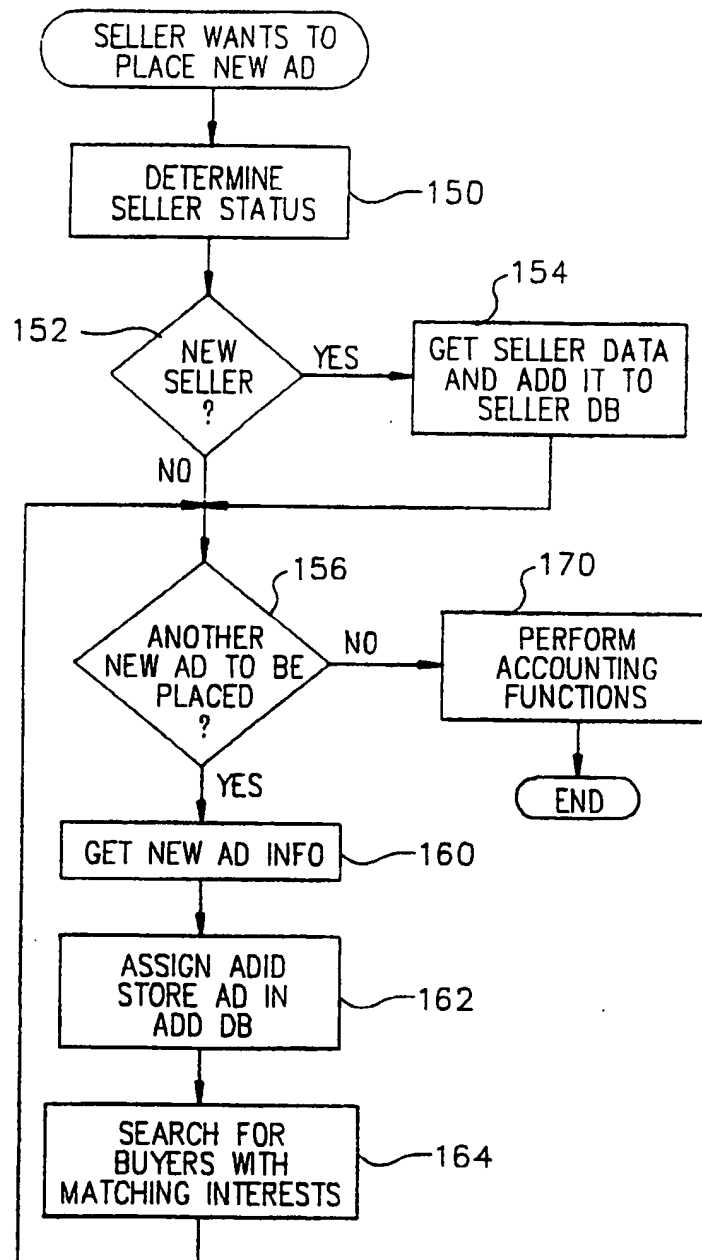 SELLER WANTS TO
PLACE NEW AD
DETERMINE
SELLER STATUS
150
152
NEW
SELLER
?
YES
NO
154
GET SELLER DATA
AND ADD IT TO
SELLER DB
156
ANOTHER
NEW AD TO BE
PLACED
?
NO
YES
170
PERFORM
ACCOUNTING
FUNCTIONS
END
GET NEW AD INFO
160
ASSIGN ADID
STORE AD IN
ADD DB
162
SEARCH FOR
BUYERS WITH
MATCHING INTERESTS
164